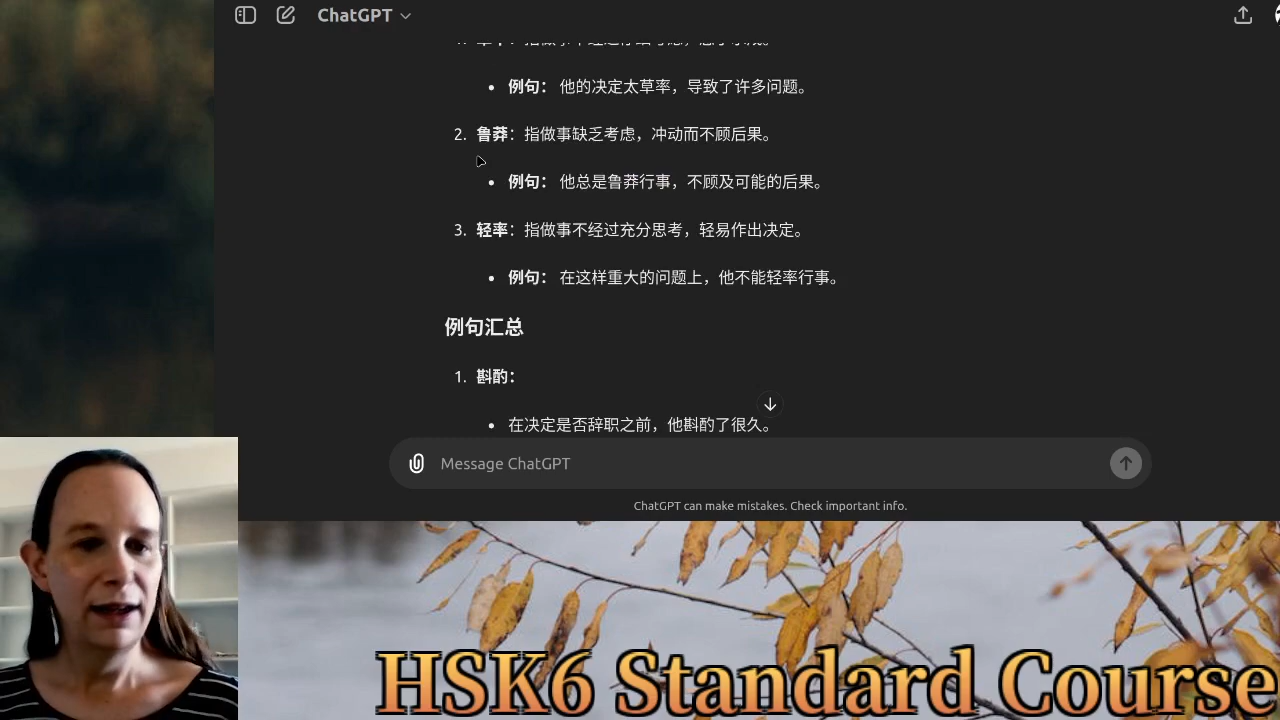 ChatGPT
• 例句： 他的决定太草率，导致了许多问题。
2. 鲁莽：指做事缺乏考虑，冲动而不顾后果。
• 例句： 他总是鲁莽行事，不顾及可能的后果。
3. 轻率：指做事不经过充分思考，轻易作出决定。
• 例句： 在这样重大的问题上，他不能轻率行事。
例句汇总
1. 斟酌：
• 在决定是否辞职之前，他斟酌了很久。
Message ChatGPT
ChatGPT can make mistakes. Check important info.
HSK6 Standard Course